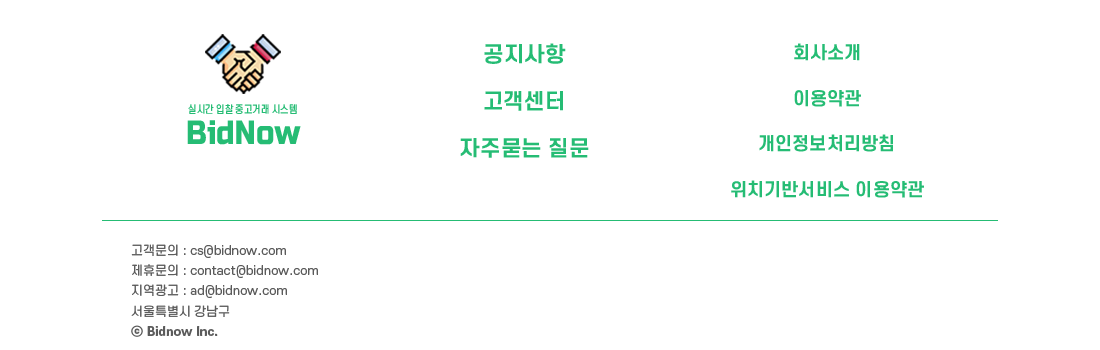 실시간 입찰 중고거래 시스템
BidNow
공지사항
고객센터
자주묻는 질문
회사소개
이용약관
개인정보처리방침
위치기반서비스 이용약관
고객문의 : cs@bidnow.com
제휴문의 : contact@bidnow.com
지역광고 : ad@bidnow.com
서울특별시 강남구
ⓒ Bidnow Inc.